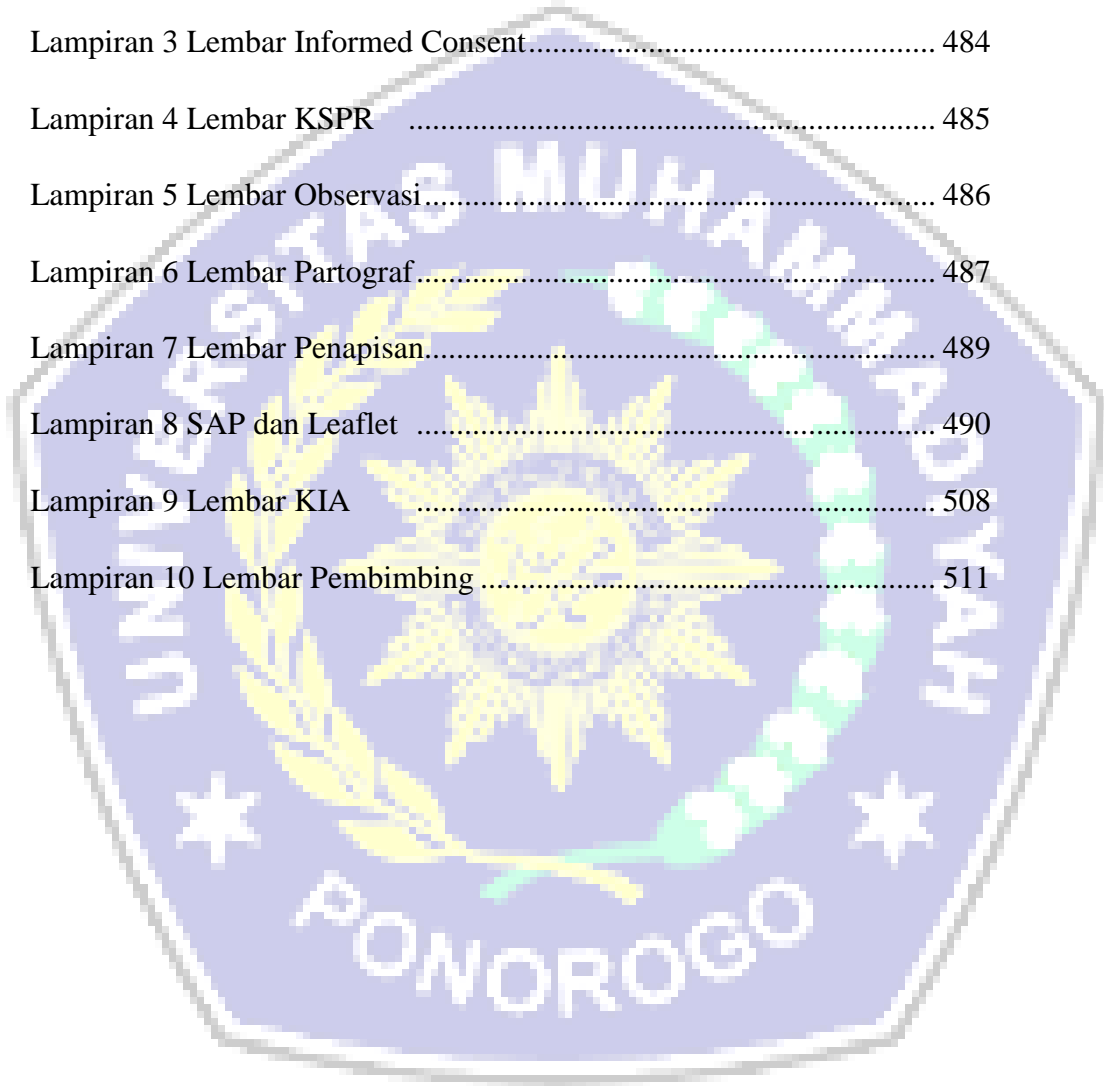 Lampiran 3 Lembar Informed Consent................................................ 484
Lampiran 4 Lembar KSPR ............................................................... 485
Lampiran 5 Lembar Observasi............................................................. 486
Lampiran 6 Lembar Partograf.............................................................. 487
Lampiran 7 Lembar Penapisan............................................................. 489
Lampiran 8 SAP dan Leaflet .............................................................. 490
Lampiran 9 Lembar KIA .............................................................. 508
Lampiran 10 Lembar Pembimbing ...................................................... 511
UNIVERSITAS MUHAMMADIYAH
PONOROGO